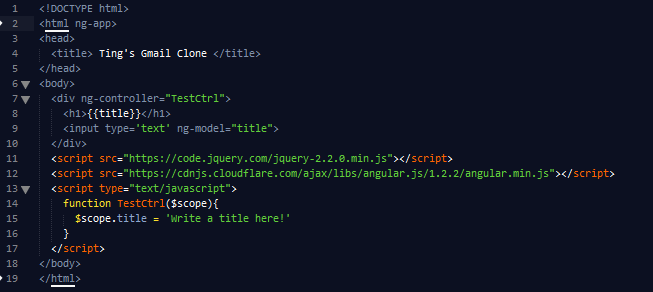 1 <!DOCTYPE html>
2 <html ng-app>
3 <head>
4 <title> Ting's Gmail Clone </title>
5 </head>
6 <body>
7 <div ng-controller="TestCtrl">
8 <h1>{{title}}</h1>
9 <input type='text' ng-model="title">
10 </div>
11 <script src="https://code.jquery.com/jquery-2.2.0.min.js"></script>
12 <script src="https://cdnjs.cloudflare.com/ajax/libs/angular.js/1.2.2/angular.min.js"></script>
13 <script type="text/javascript">
14 function TestCtrl($scope){
15 $scope.title = 'Write a title here!'
16 }
17 </script>
18 </body>
19 </html>